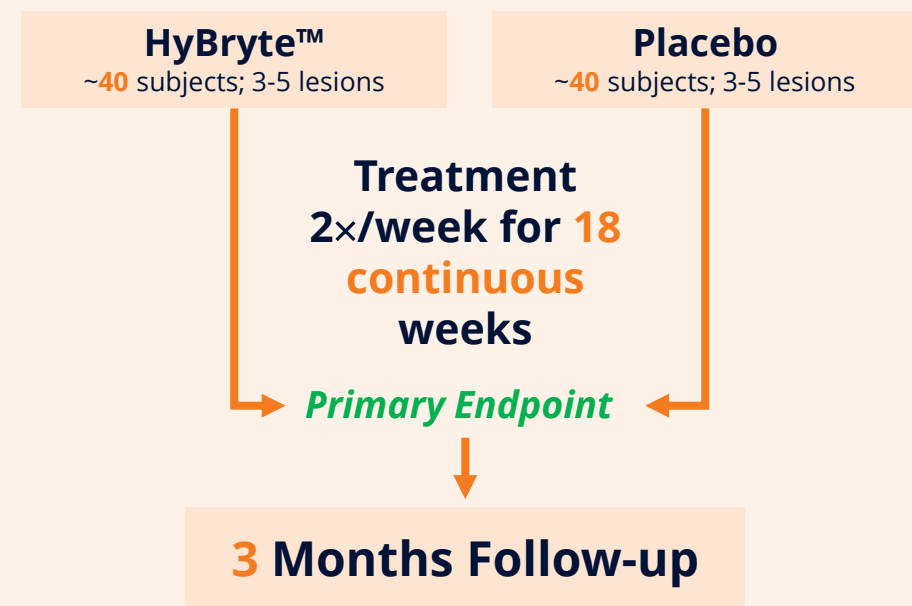 HyBryte™
~40 subjects; 3-5 lesions
Placebo
~40 subjects; 3-5 lesions
Treatment
2×/week for 18
continuous
weeks
Primary Endpoint
3 Months Follow-up